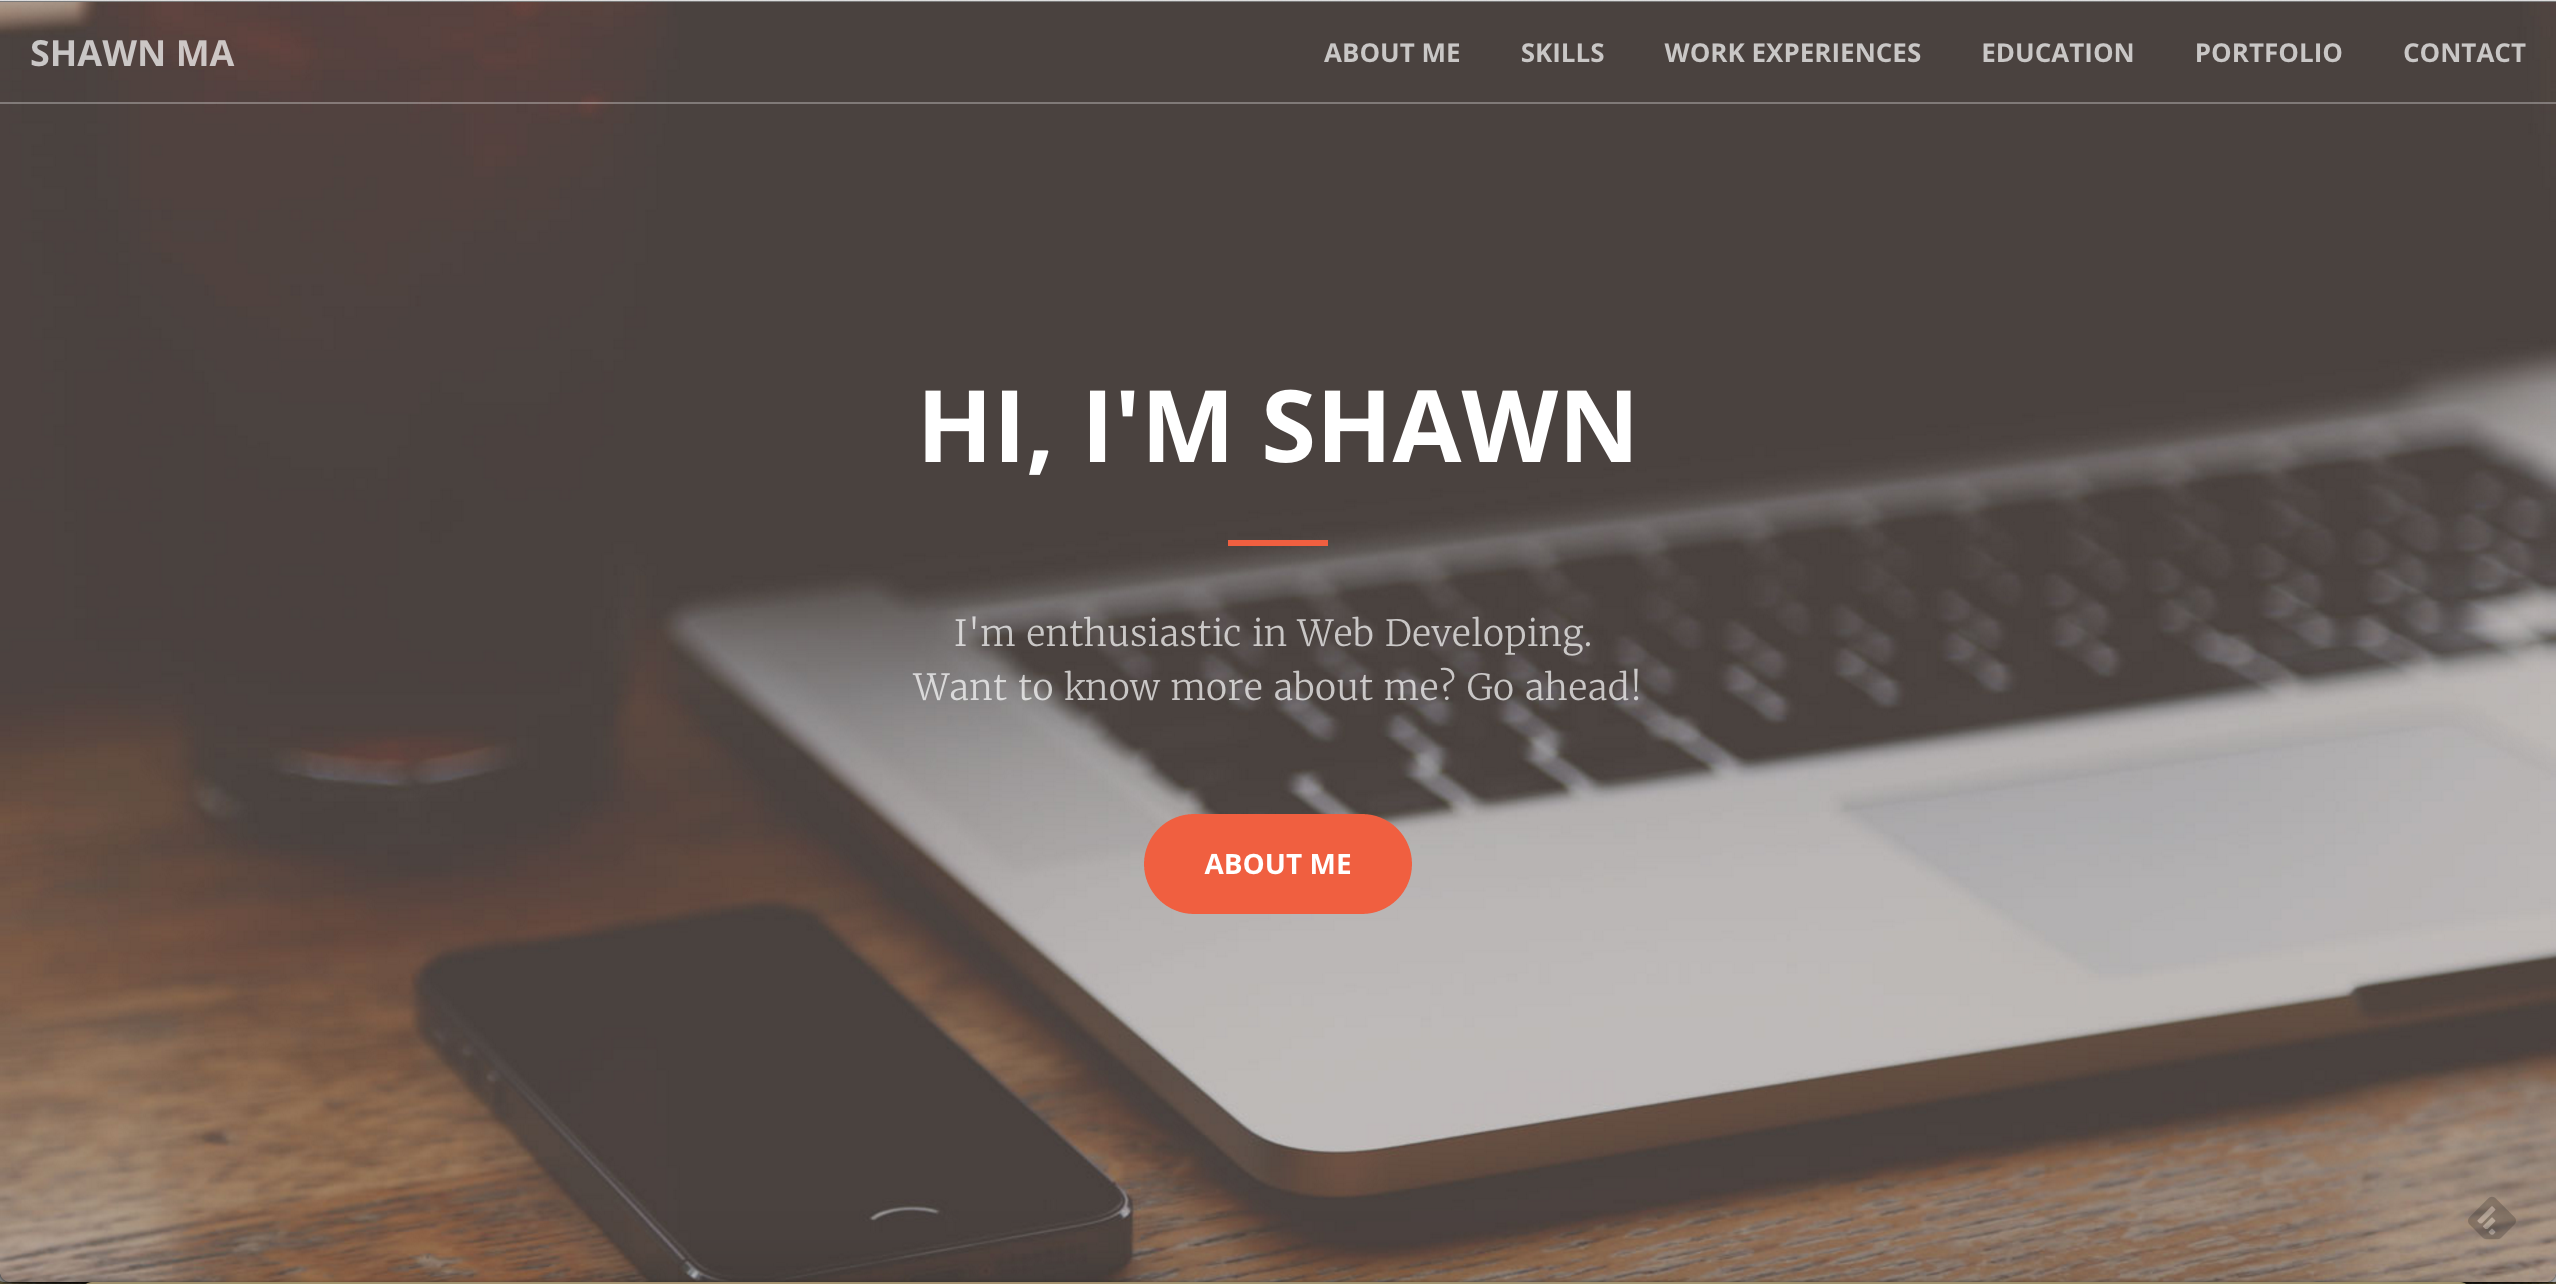 SHAWN MA
ABOUT ME SKILLS WORK EXPERIENCES EDUCATION PORTFOLIO CONTACT
HI, I'M SHAWN
I'm enthusiastic in Web Developing.
Want to know more about me? Go ahead!
ABOUT ME